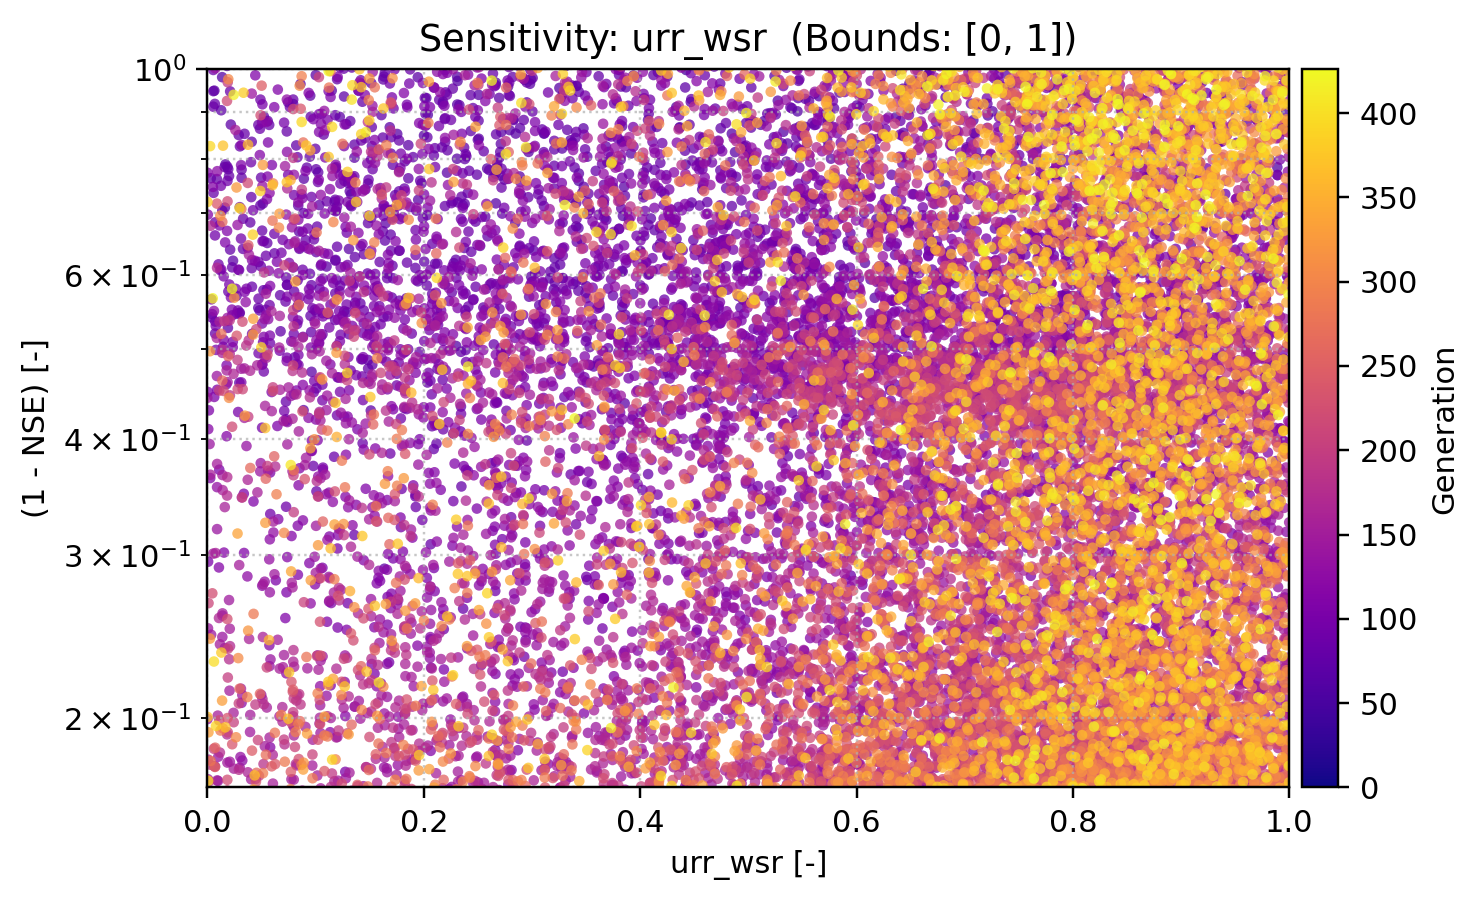 Sensitivity: urr_wsr  (Bounds: [0, 1])
10⁰
6 × 10⁻¹
4 × 10⁻¹
3 × 10⁻¹
2 × 10⁻¹
(1 - NSE) [-]
0.0 0.2 0.4 0.6 0.8 1.0
urr_wsr [-]
400
350
300
250
200
150
100
50
0
Generation